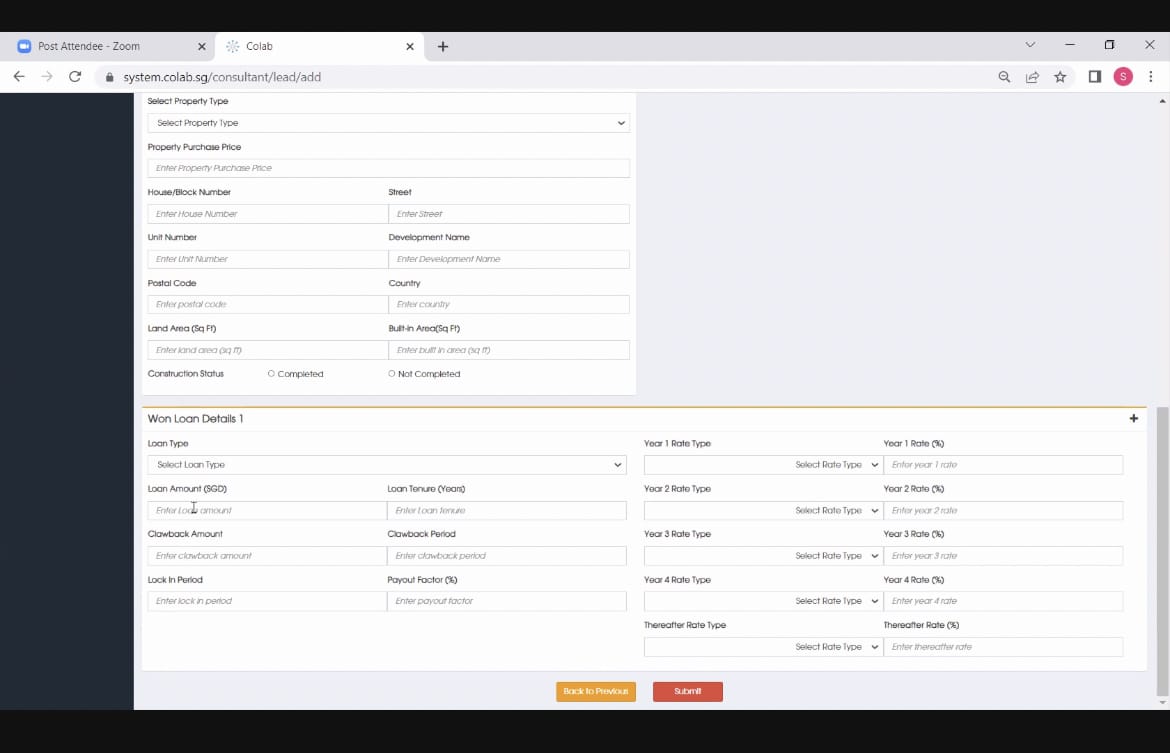 Post Attendee - Zoom
Colab
system.colab.sg/consultant/lead/add
S
Select Property Type
Select Property Type
Property Purchase Price
Enter Property Purchase Price
House/Block Number Street
Enter House Number Enter Street
Unit Number Development Name
Enter Unit Number Enter Development Name
Postal Code Country
Enter postal code Enter country
Land Area (Sq Ft) Built-in Area(Sq Ft)
Enter land area (sq ft) Enter built in area (sq ft)
Construction Status Completed Not Completed
Won Loan Details 1
Loan Type Year 1 Rate Type Year 1 Rate (%)
Select Loan Type Select Rate Type Enter year 1 rate
Loan Amount (SGD) Loan Tenure (Years) Year 2 Rate Type Year 2 Rate (%)
Enter Loan amount Enter Loan tenure Select Rate Type Enter year 2 rate
Clawback Amount Clawback Period Year 3 Rate Type Year 3 Rate (%)
Enter clawback amount Enter clawback period Select Rate Type Enter year 3 rate
Lock In Period Payout Factor (%) Year 4 Rate Type Year 4 Rate (%)
Enter lock in period Enter payout factor Select Rate Type Enter year 4 rate
Thereafter Rate Type Thereafter Rate (%)
Select Rate Type Enter thereafter rate
Back to Previous Submit